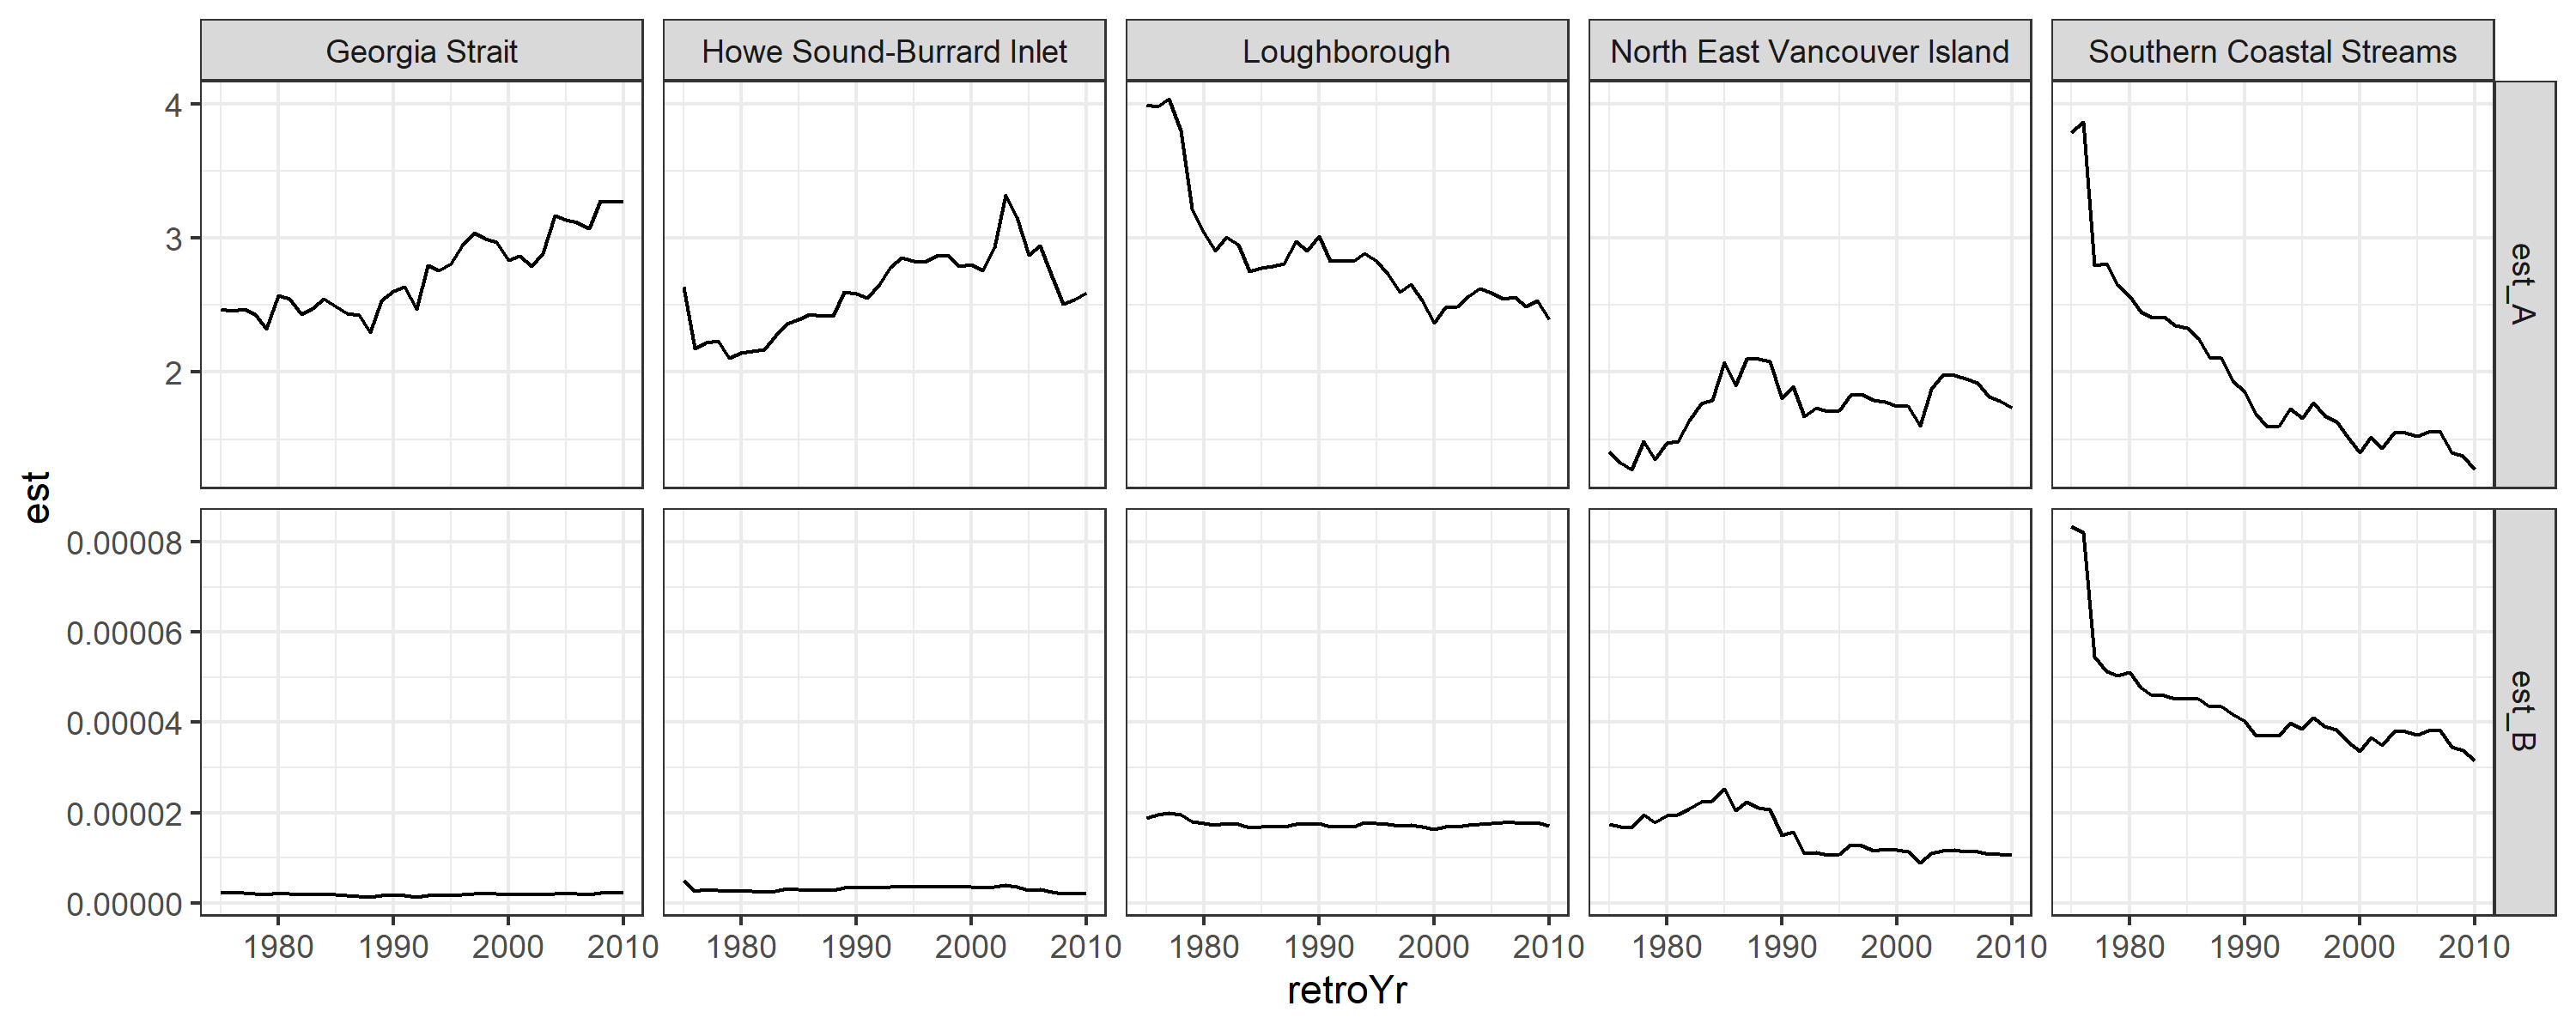 Georgia Strait
Howe Sound-Burrard Inlet
Loughborough
North East Vancouver Island
Southern Coastal Streams
4
3
2
est_A
est
0.00008
0.00006
0.00004
0.00002
0.00000
est_B
1980 1990 2000 2010
1980 1990 2000 2010
1980 1990 2000 2010
1980 1990 2000 2010
1980 1990 2000 2010
retroYr